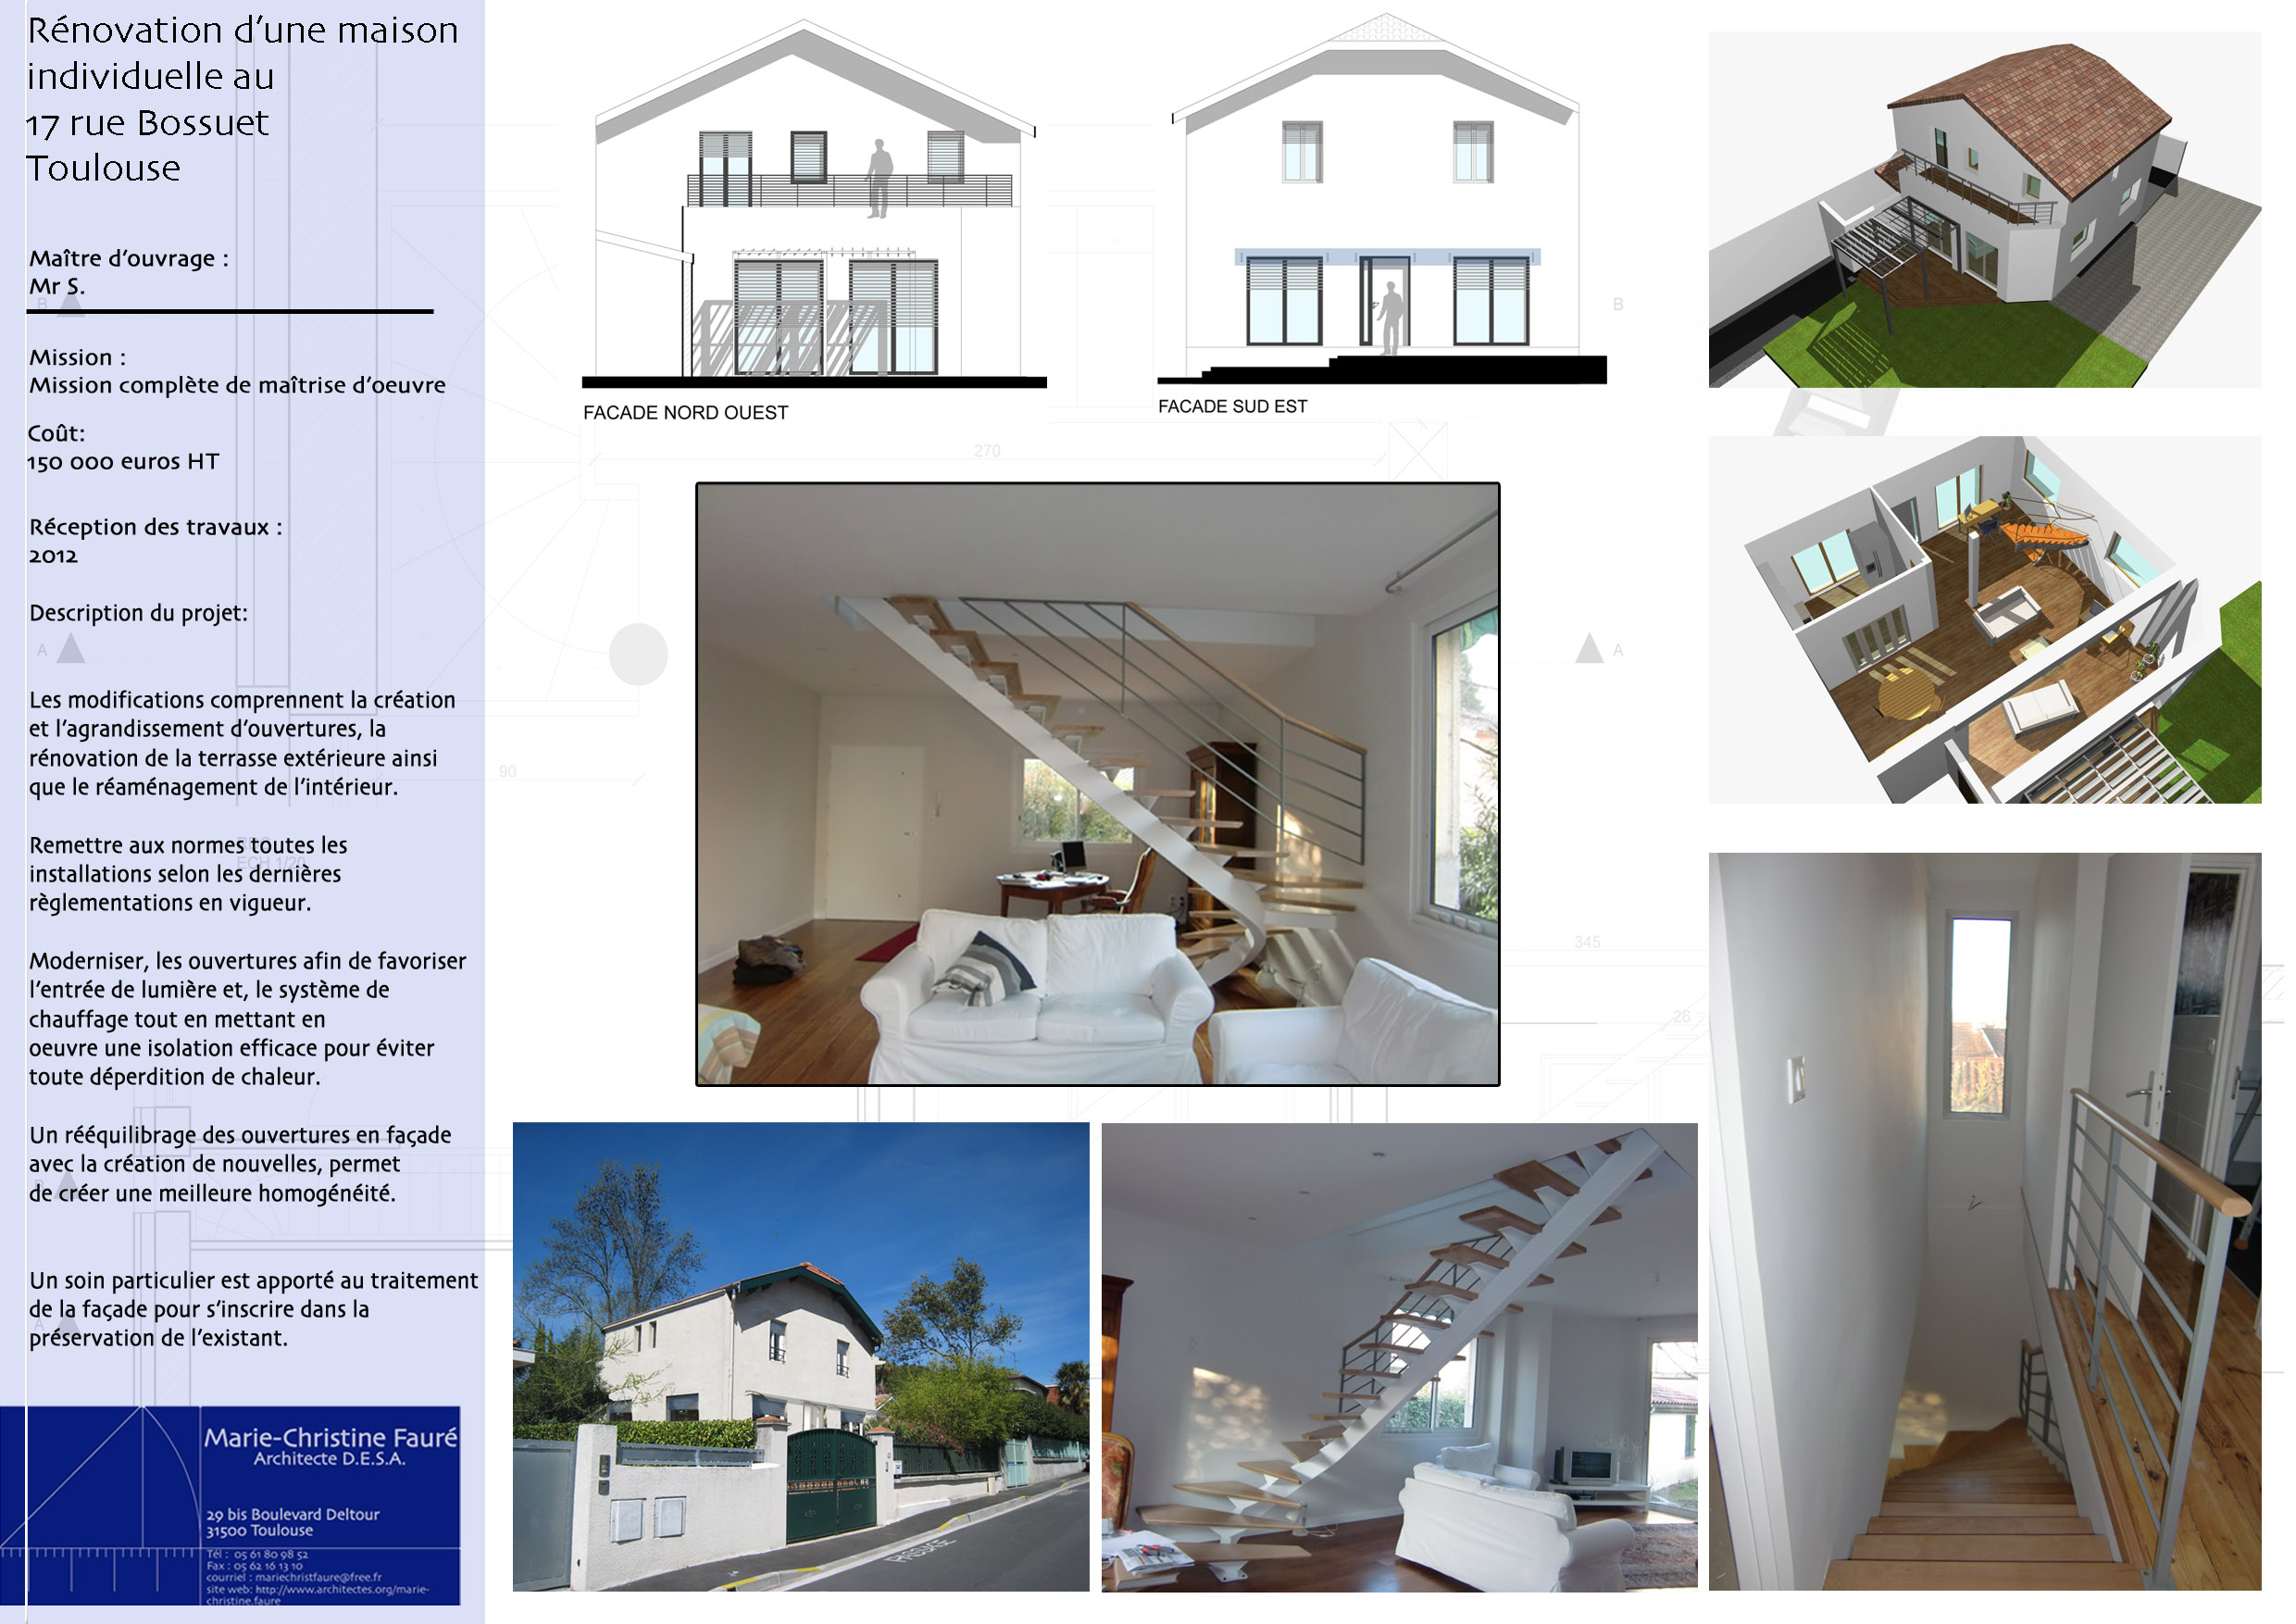 Rénovation d'une maison
individuelle au
17 rue Bossuet
Toulouse
Maître d'ouvrage :
Mr S.
B
Mission :
Mission complète de maîtrise d'oeuvre
Coût:
150 000 euros HT
Réception des travaux :
2012
Description du projet:
A
Les modifications comprennent la création
et l'agrandissement d'ouvertures, la
rénovation de la terrasse extérieure ainsi
que le réaménagement de l'intérieur.
Remettre aux normes toutes les
installations selon les dernières
règlementations en vigueur.
ECH 1/20
Moderniser, les ouvertures afin de favoriser
l'entrée de lumière et, le système de
chauffage tout en mettant en
oeuvre une isolation efficace pour éviter
toute déperdition de chaleur.
Un rééquilibrage des ouvertures en façade
avec la création de nouvelles, permet
de créer une meilleure homogénéité.
Un soin particulier est apporté au traitement
de la façade pour s'inscrire dans la
préservation de l'existant.
A
Marie-Christine Fauré
Architecte D.E.S.A.
29 bis Boulevard Deltour
31500 Toulouse
Tél : 05 61 80 98 52
Fax : 05 62 16 13 10
courriel : mariechristfaure@free.fr
site web: http://www.architectes.org/marie-
christine.faure
FACADE NORD OUEST
FACADE SUD EST
B
270
A
90
345
26
PASSAGE